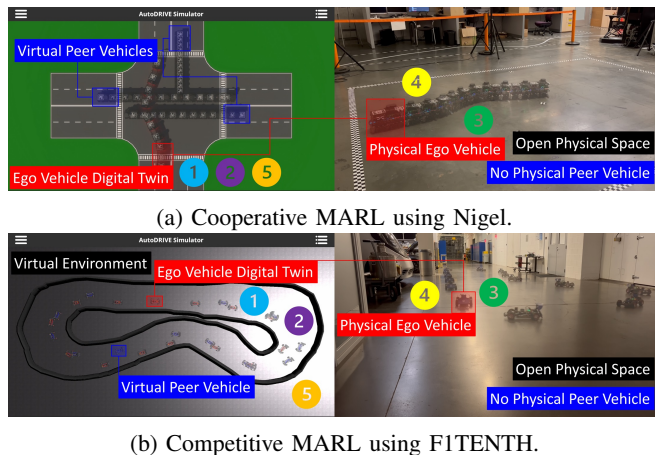 AutoDRIVE Simulator
Virtual Peer Vehicles
Ego Vehicle Digital Twin
1
2
5
4
3
Physical Ego Vehicle
Open Physical Space
No Physical Peer Vehicle
(a) Cooperative MARL using Nigel.
AutoDRIVE Simulator
Virtual Environment
Ego Vehicle Digital Twin
1
2
Virtual Peer Vehicle
5
4
3
Physical Ego Vehicle
Open Physical Space
No Physical Peer Vehicle
(b) Competitive MARL using F1TENTH.